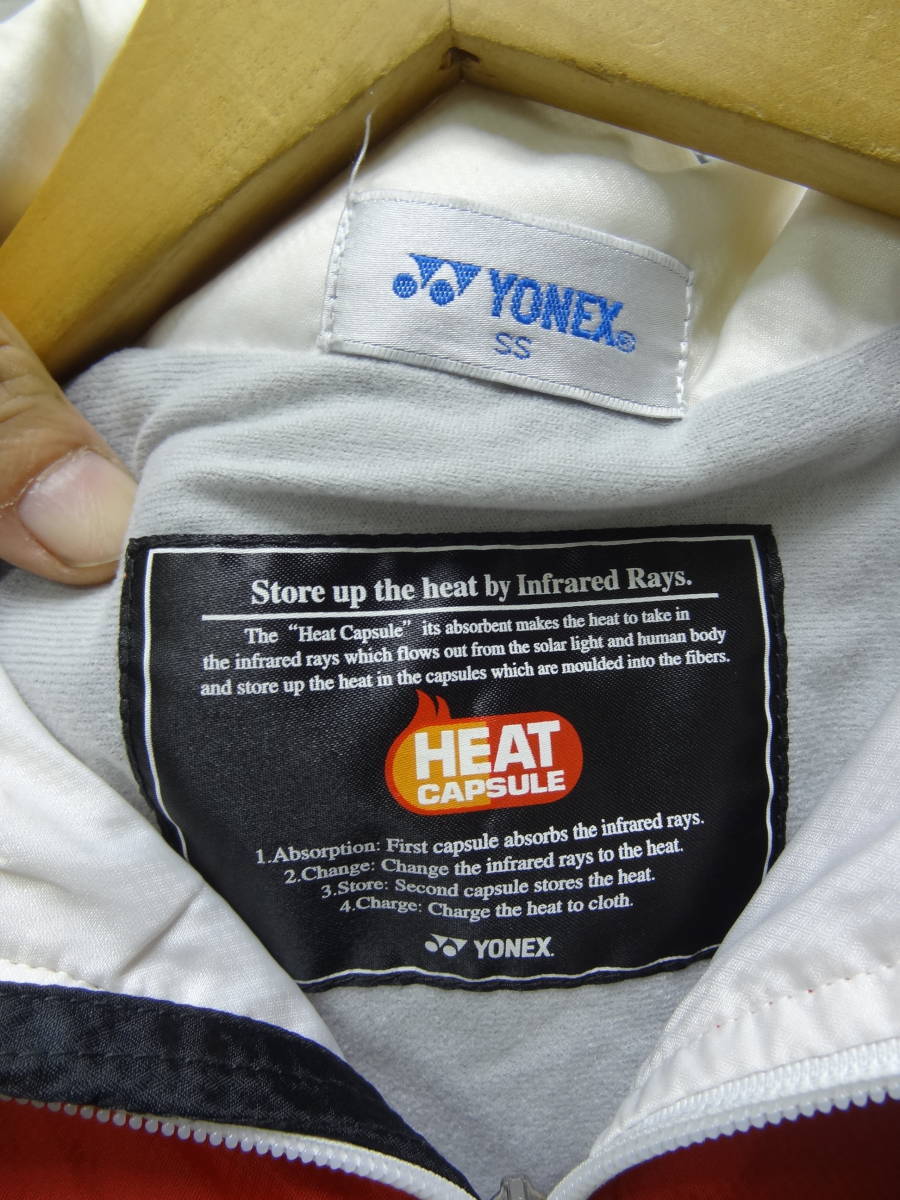 YONEX®
SS
Store up the heat by Infrared Rays.
The “Heat Capsule” its absorbent makes the heat to take in
the infrared rays which flows out from the solar light and human body
and store up the heat in the capsules which are moulded into the fibers.
HEAT
CAPSULE
1.Absorption: First capsule absorbs the infrared rays.
2.Change: Change the infrared rays to the heat.
3.Store: Second capsule stores the heat.
4.Charge: Charge the heat to cloth.
YONEX.